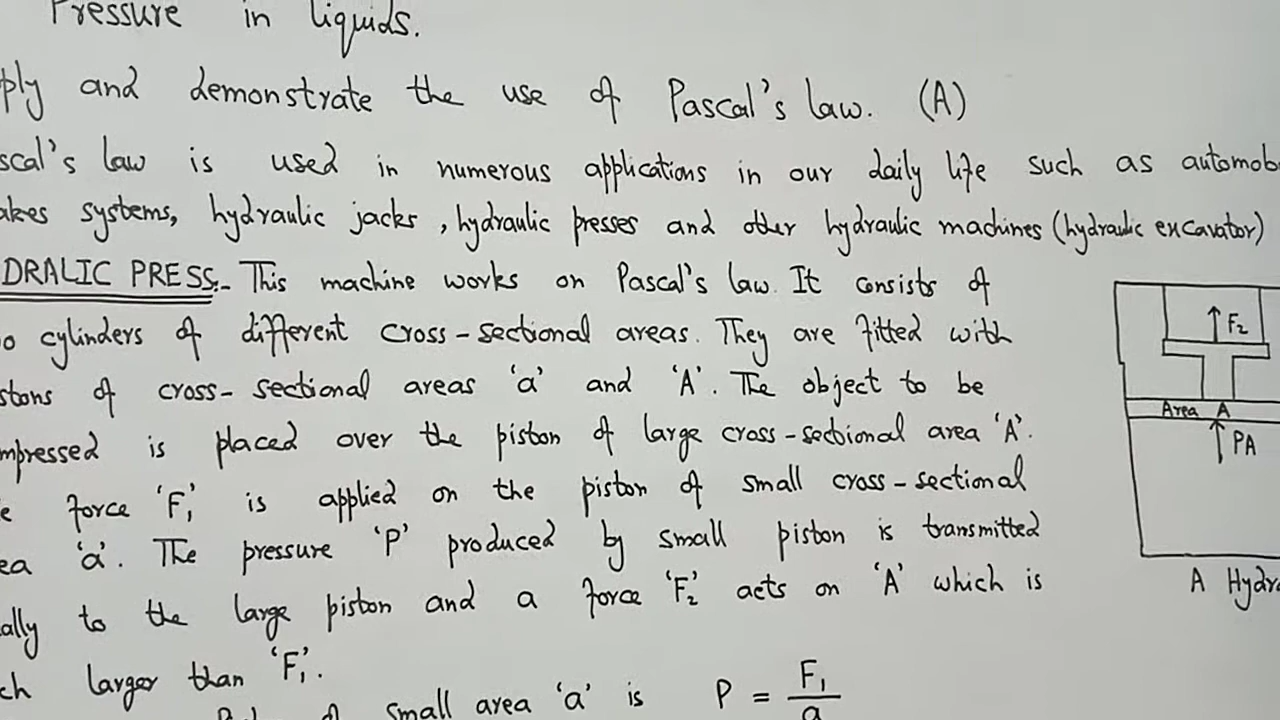 Pressure in liquids.
ply and demonstrate the use of Pascal's law. (A)
scal's law is used in numerous applications in our daily life such as automob
akes systems, hydraulic jacks, hydraulic presses and other hydraulic machines (hydraulic excavator)
DRALIC PRESS:- This machine works on Pascal's law. It consists of
o cylinders of different cross-sectional areas. They are fitted with
stons of cross-sectional areas 'a' and 'A'. The object to be
mpressed is placed over the piston of large cross-sectional area 'A'.
e force 'F₁' is applied on the piston of small cross-sectional
ea 'a'. The pressure 'P' produced by small piston is transmitted
ally to the large piston and a force 'F₂' acts on 'A' which is
ch larger than 'F₁'.
small area 'a' is P = F₁/a
F₂
Area A
PA
A Hydr